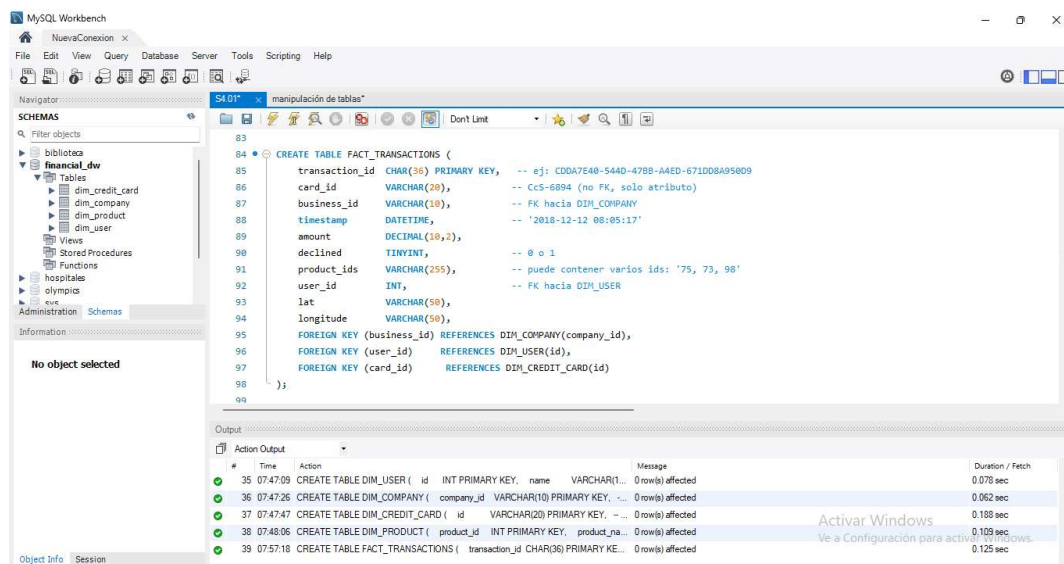 MySQL Workbench
NuevaConexion ×
File Edit View Query Database Server Tools Scripting Help
Navigator
SCHEMAS
Filter objects
biblioteca
financial_dw
Tables
dim_credit_card
dim_company
dim_product
dim_user
Views
Stored Procedures
Functions
hospitales
olympics
sys
Administration Schemas
Information
No object selected
Object Info Session
S4.01* × manipulación de tablas*
Don't Limit
83
84 CREATE TABLE FACT_TRANSACTIONS (
85 transaction_id CHAR(36) PRIMARY KEY, -- ej: CDDA7E40-544D-47BB-A4ED-671DD8A950D9
86 card_id VARCHAR(20), -- CcS-6894 (no FK, solo atributo)
87 business_id VARCHAR(10), -- FK hacia DIM_COMPANY
88 timestamp DATETIME, -- '2018-12-12 08:05:17'
89 amount DECIMAL(10,2),
90 declined TINYINT, -- 0 o 1
91 product_ids VARCHAR(255), -- puede contener varios ids: '75, 73, 98'
92 user_id INT, -- FK hacia DIM_USER
93 lat VARCHAR(50),
94 longitude VARCHAR(50),
95 FOREIGN KEY (business_id) REFERENCES DIM_COMPANY(company_id),
96 FOREIGN KEY (user_id) REFERENCES DIM_USER(id),
97 FOREIGN KEY (card_id) REFERENCES DIM_CREDIT_CARD(id)
98 );
99
Output
Action Output
# Time Action Message Duration / Fetch
35 07:47:09 CREATE TABLE DIM_USER ( id INT PRIMARY KEY, name VARCHAR(1... 0 row(s) affected 0.078 sec
36 07:47:26 CREATE TABLE DIM_COMPANY ( company_id VARCHAR(10) PRIMARY KEY, -... 0 row(s) affected 0.062 sec
37 07:47:47 CREATE TABLE DIM_CREDIT_CARD ( id VARCHAR(20) PRIMARY KEY, -- ... 0 row(s) affected 0.188 sec
38 07:48:06 CREATE TABLE DIM_PRODUCT ( product_id INT PRIMARY KEY, product_na... 0 row(s) affected 0.109 sec
39 07:57:18 CREATE TABLE FACT_TRANSACTIONS ( transaction_id CHAR(36) PRIMARY KE... 0 row(s) affected 0.125 sec
Activar Windows
Ve a Configuración para activar Windows.